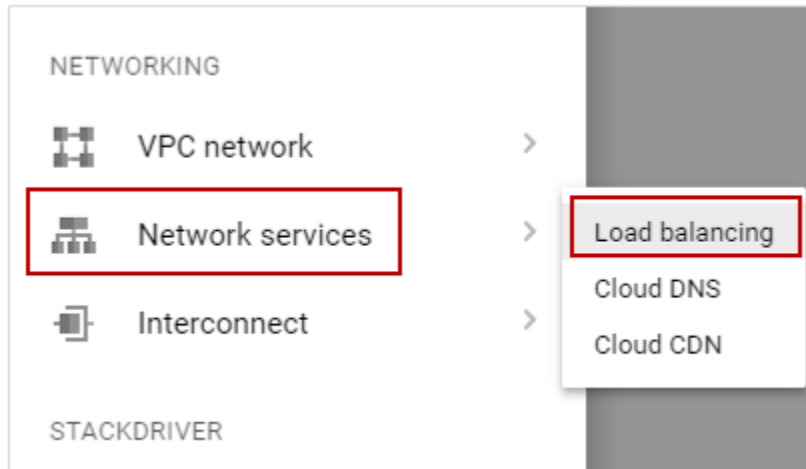 NETWORKING
VPC network
Network services
Load balancing
Cloud DNS
Interconnect
Cloud CDN
STACKDRIVER